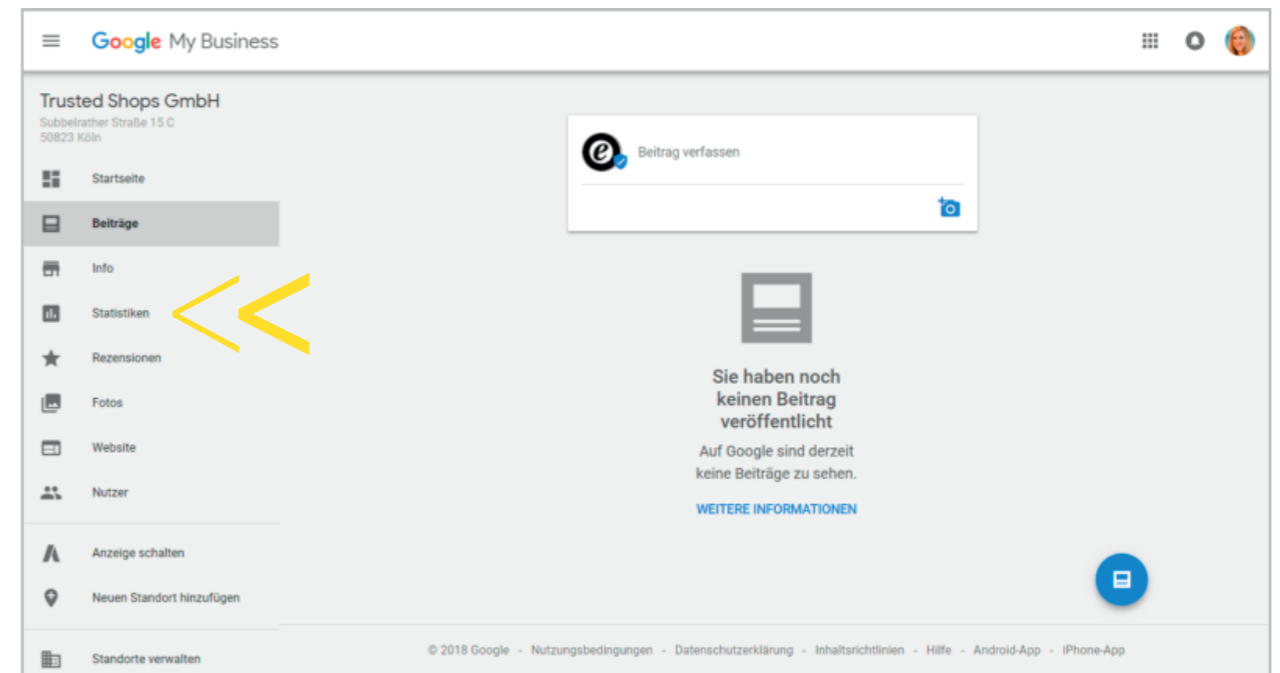 Google My Business
Trusted Shops GmbH
Subbelrather Straße 15 C
50823 Köln
Startseite
Beiträge
Info
Statistiken
Rezensionen
Fotos
Website
Nutzer
Anzeige schalten
Neuen Standort hinzufügen
Standorte verwalten
Beitrag verfassen
Sie haben noch
keinen Beitrag
veröffentlicht
Auf Google sind derzeit
keine Beiträge zu sehen.
WEITERE INFORMATIONEN
© 2018 Google - Nutzungsbedingungen - Datenschutzerklärung - Inhaltsrichtlinien - Hilfe - Android-App - iPhone-App